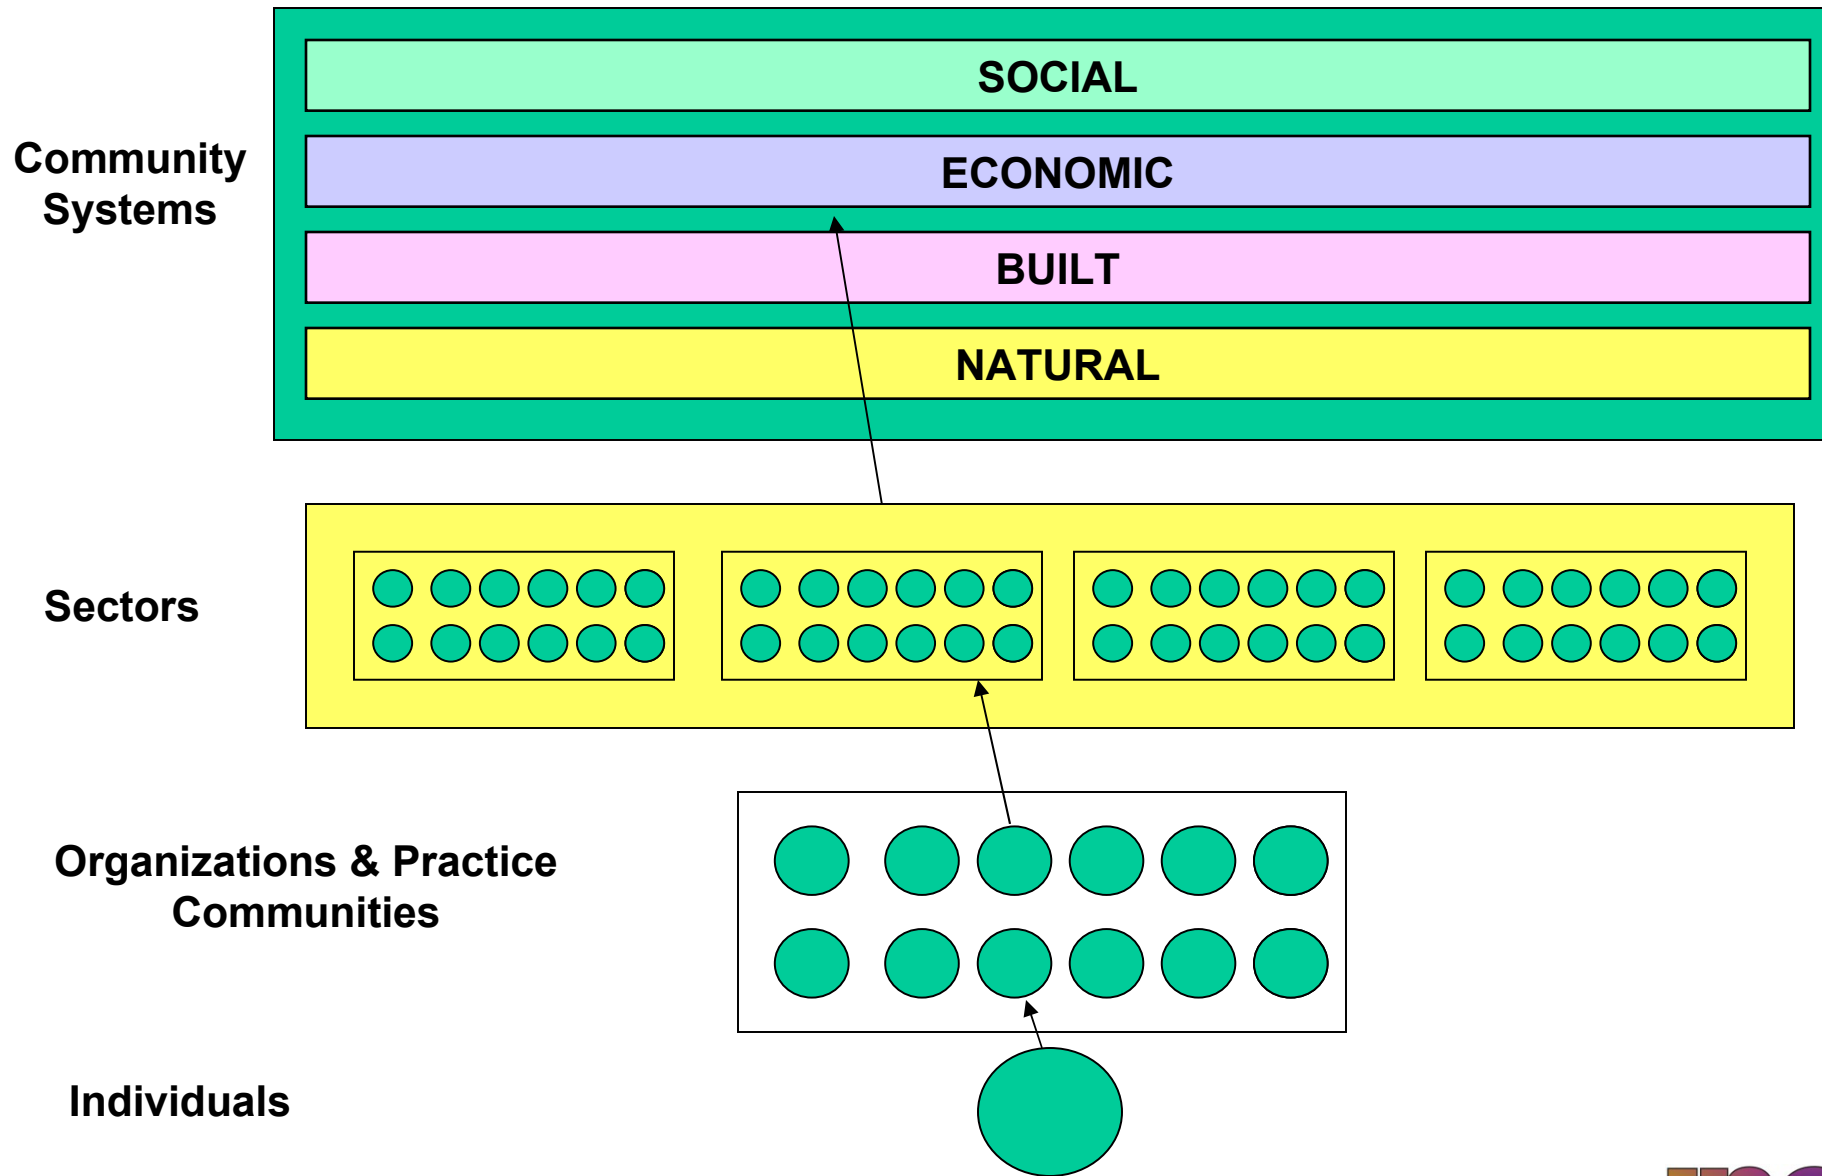 SOCIAL
Community
Systems
ECONOMIC
BUILT
NATURAL
Sectors
Organizations & Practice
Communities
Individuals